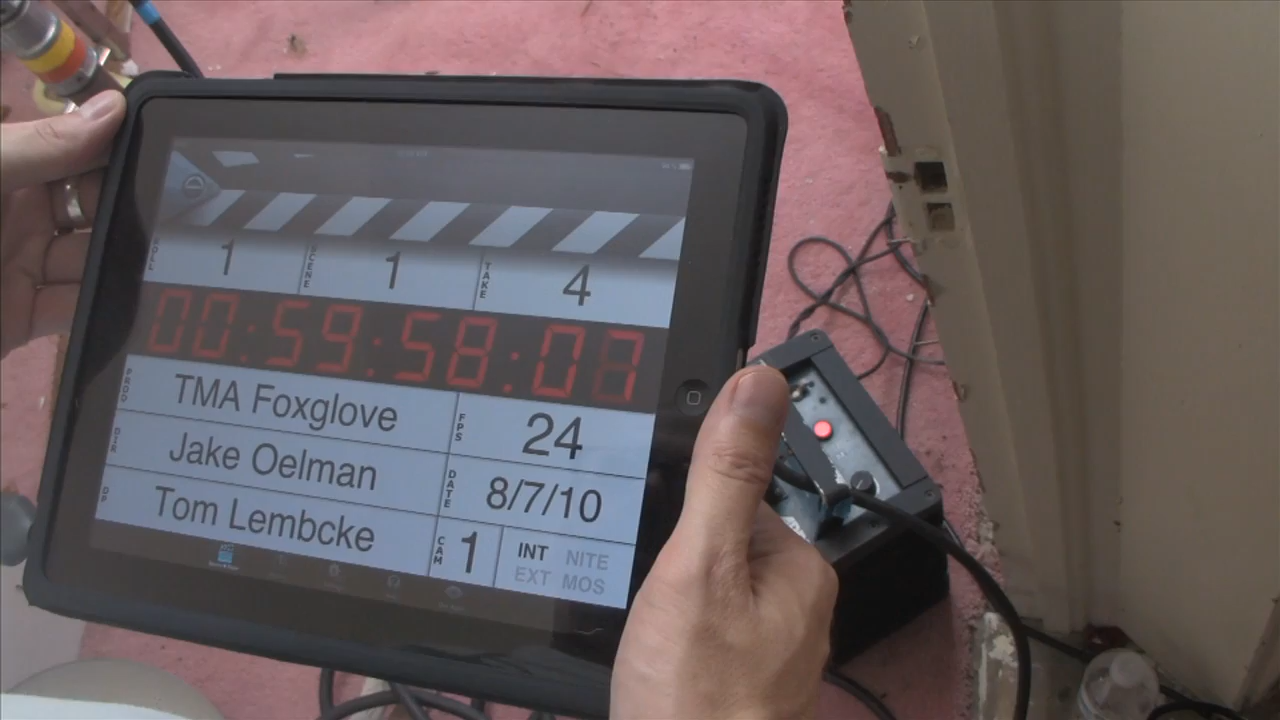 ROLL 1 SCENE 1 TAKE 4
00:59:58:07
PROD TMA Foxglove FPS 24
DIR Jake Oelman DATE 8/7/10
DP Tom Lembcke CAM 1 INT NITE
EXT MOS